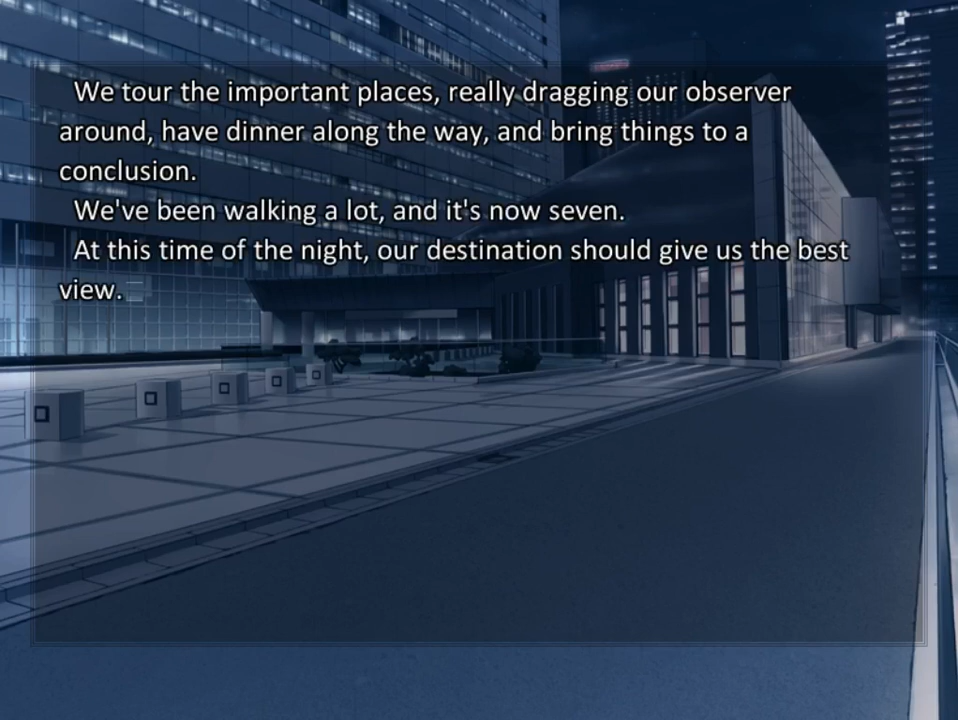 We tour the important places, really dragging our observer
around, have dinner along the way, and bring things to a
conclusion.
We've been walking a lot, and it's now seven.
At this time of the night, our destination should give us the best
view.